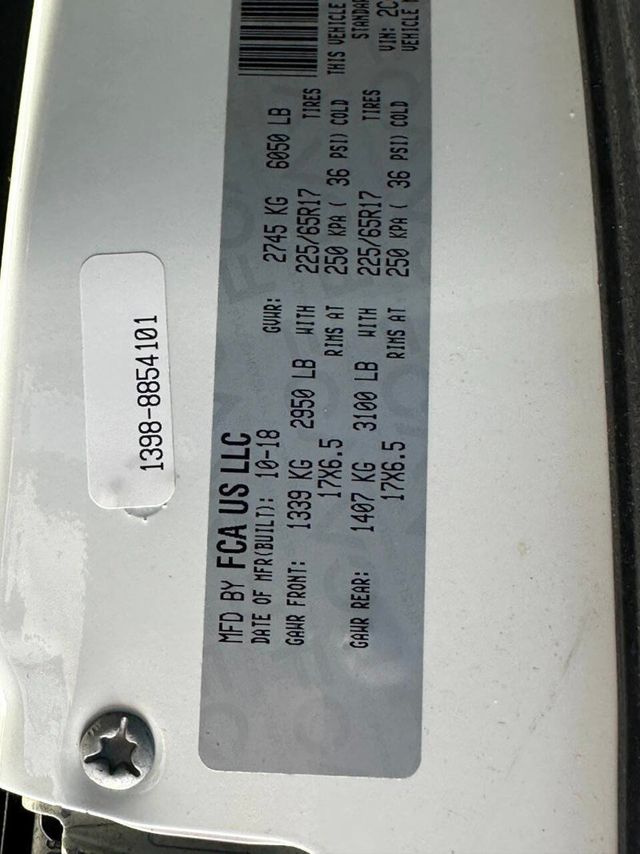 1398-8854101
MFD BY FCA US LLC
DATE OF MFR(BUILT): 10-18 GVWR: 2745 KG 6050 LB
GAWR FRONT: 1339 KG 2950 LB WITH 225/65R17 TIRES
17X6.5 RIMS AT 250 KPA ( 36 PSI) COLD THIS VEHICLE
STANDAR
GAWR REAR: 1407 KG 3100 LB WITH 225/65R17 TIRES VIN: 2C
17X6.5 RIMS AT 250 KPA ( 36 PSI) COLD VEHICLE